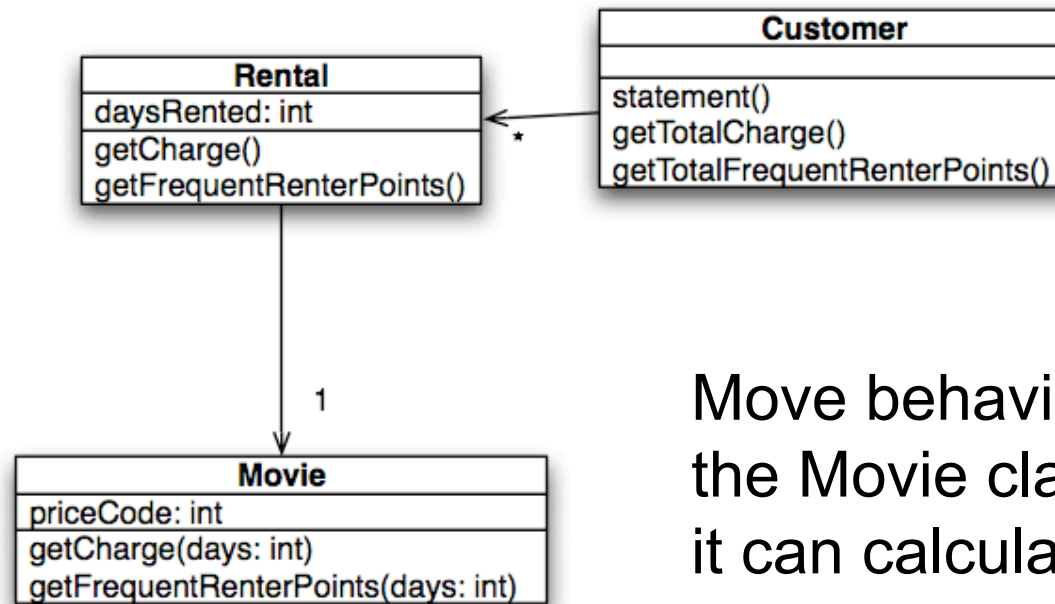 Customer
statement()
getTotalCharge()
getTotalFrequentRenterPoints()
Rental
daysRented: int
getCharge()
getFrequentRenterPoints()
*
1
Movie
priceCode: int
getCharge(days: int)
getFrequentRenterPoints(days: int)
Move behavi
the Movie cla
it can calcula